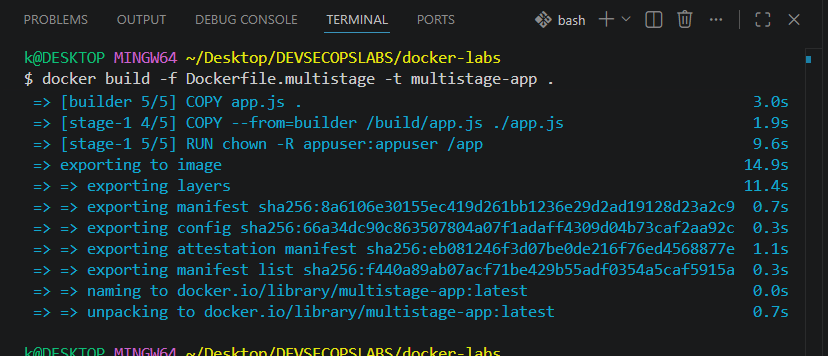 PROBLEMS OUTPUT DEBUG CONSOLE TERMINAL PORTS bash
k@DESKTOP MINGW64 ~/Desktop/DEVSECOPSLABS/docker-labs
$ docker build -f Dockerfile.multistage -t multistage-app .
=> [builder 5/5] COPY app.js . 3.0s
=> [stage-1 4/5] COPY --from=builder /build/app.js ./app.js 1.9s
=> [stage-1 5/5] RUN chown -R appuser:appuser /app 9.6s
=> exporting to image 14.9s
=> => exporting layers 11.4s
=> => exporting manifest sha256:8a6106e30155ec419d261bb1236e29d2ad19128d23a2c9 0.7s
=> => exporting config sha256:66a34dc90c863507804a07f1adaff4309d04b73caf2aa92c 0.3s
=> => exporting attestation manifest sha256:eb081246f3d07be0de216f76ed4568877e 1.1s
=> => exporting manifest list sha256:f440a89ab07acf71be429b55adf0354a5caf5915a 0.3s
=> => naming to docker.io/library/multistage-app:latest 0.0s
=> => unpacking to docker.io/library/multistage-app:latest 0.7s
k@DESKTOP MINGW64 ~/Desktop/DEVSECOPSLABS/docker-labs